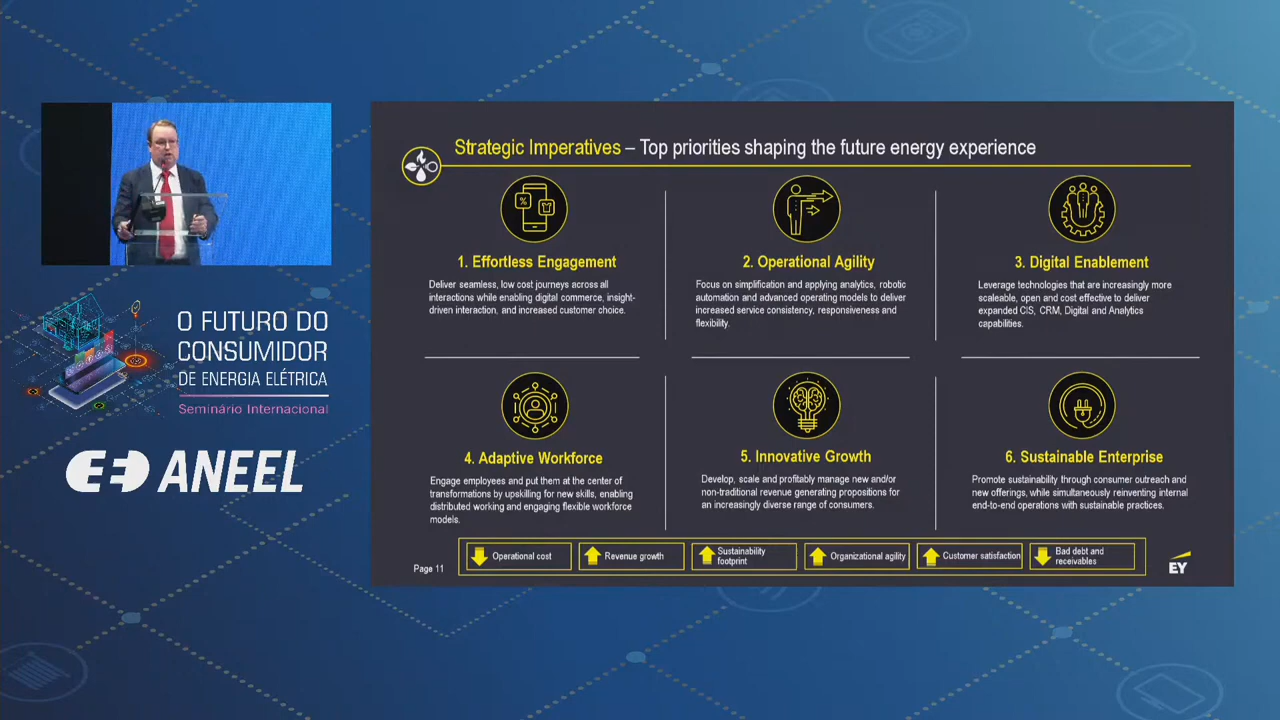 O FUTURO DO
CONSUMIDOR
DE ENERGIA ELÉTRICA
Seminário Internacional
ANEEL
Strategic Imperatives – Top priorities shaping the future energy experience
%
1. Effortless Engagement
Deliver seamless, low cost journeys across all
interactions while enabling digital commerce, insight-
driven interaction, and increased customer choice.
2. Operational Agility
Focus on simplification and applying analytics, robotic
automation and advanced operating models to deliver
increased service consistency, responsiveness and
flexibility.
3. Digital Enablement
Leverage technologies that are increasingly more
scaleable, open and cost effective to deliver
expanded CIS, CRM, Digital and Analytics
capabilities.
4. Adaptive Workforce
Engage employees and put them at the center of
transformations by upskilling for new skills, enabling
distributed working and engaging flexible workforce
models.
5. Innovative Growth
Develop, scale and profitably manage new and/or
non-traditional revenue generating propositions for
an increasingly diverse range of consumers.
6. Sustainable Enterprise
Promote sustainability through consumer outreach and
new offerings, while simultaneously reinventing internal
end-to-end operations with sustainable practices.
Operational cost
Revenue growth
Sustainability
footprint
Organizational agility
Customer satisfaction
Bad debt and
receivables
Page 11
EY